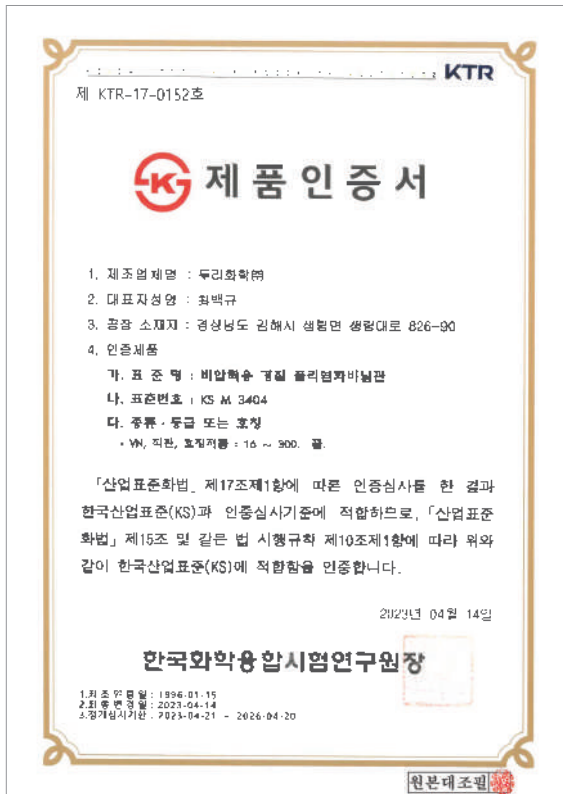 KTR
제 KTR-17-0152호
제품인증서
1. 제조업체명 : 두리화학㈜
2. 대표자성명 : 최백규
3. 공장 소재지 : 경상남도 김해시 생림면 생림대로 826-90
4. 인증제품
가. 표 준 명 : 비압력용 경질 폴리염화비닐관
나. 표준번호 : KS M 3404
다. 종류·등급 또는 호칭
· VN, 직관, 호칭지름 : 16 ~ 300. 끝.
「산업표준화법」 제17조제1항에 따른 인증심사를 한 결과
한국산업표준(KS)과 인증심사기준에 적합하므로, 「산업표준
화법」 제15조 및 같은 법 시행규칙 제10조제1항에 따라 위와
같이 한국산업표준(KS)에 적합함을 인증합니다.
2023년 04월 14일
한국화학융합시험연구원장
1.최초인증일 : 1996-01-15
2.최종변경일 : 2023-04-14
3.정기심사기한 : 2023-04-21 ~ 2026-04-20
원본대조필